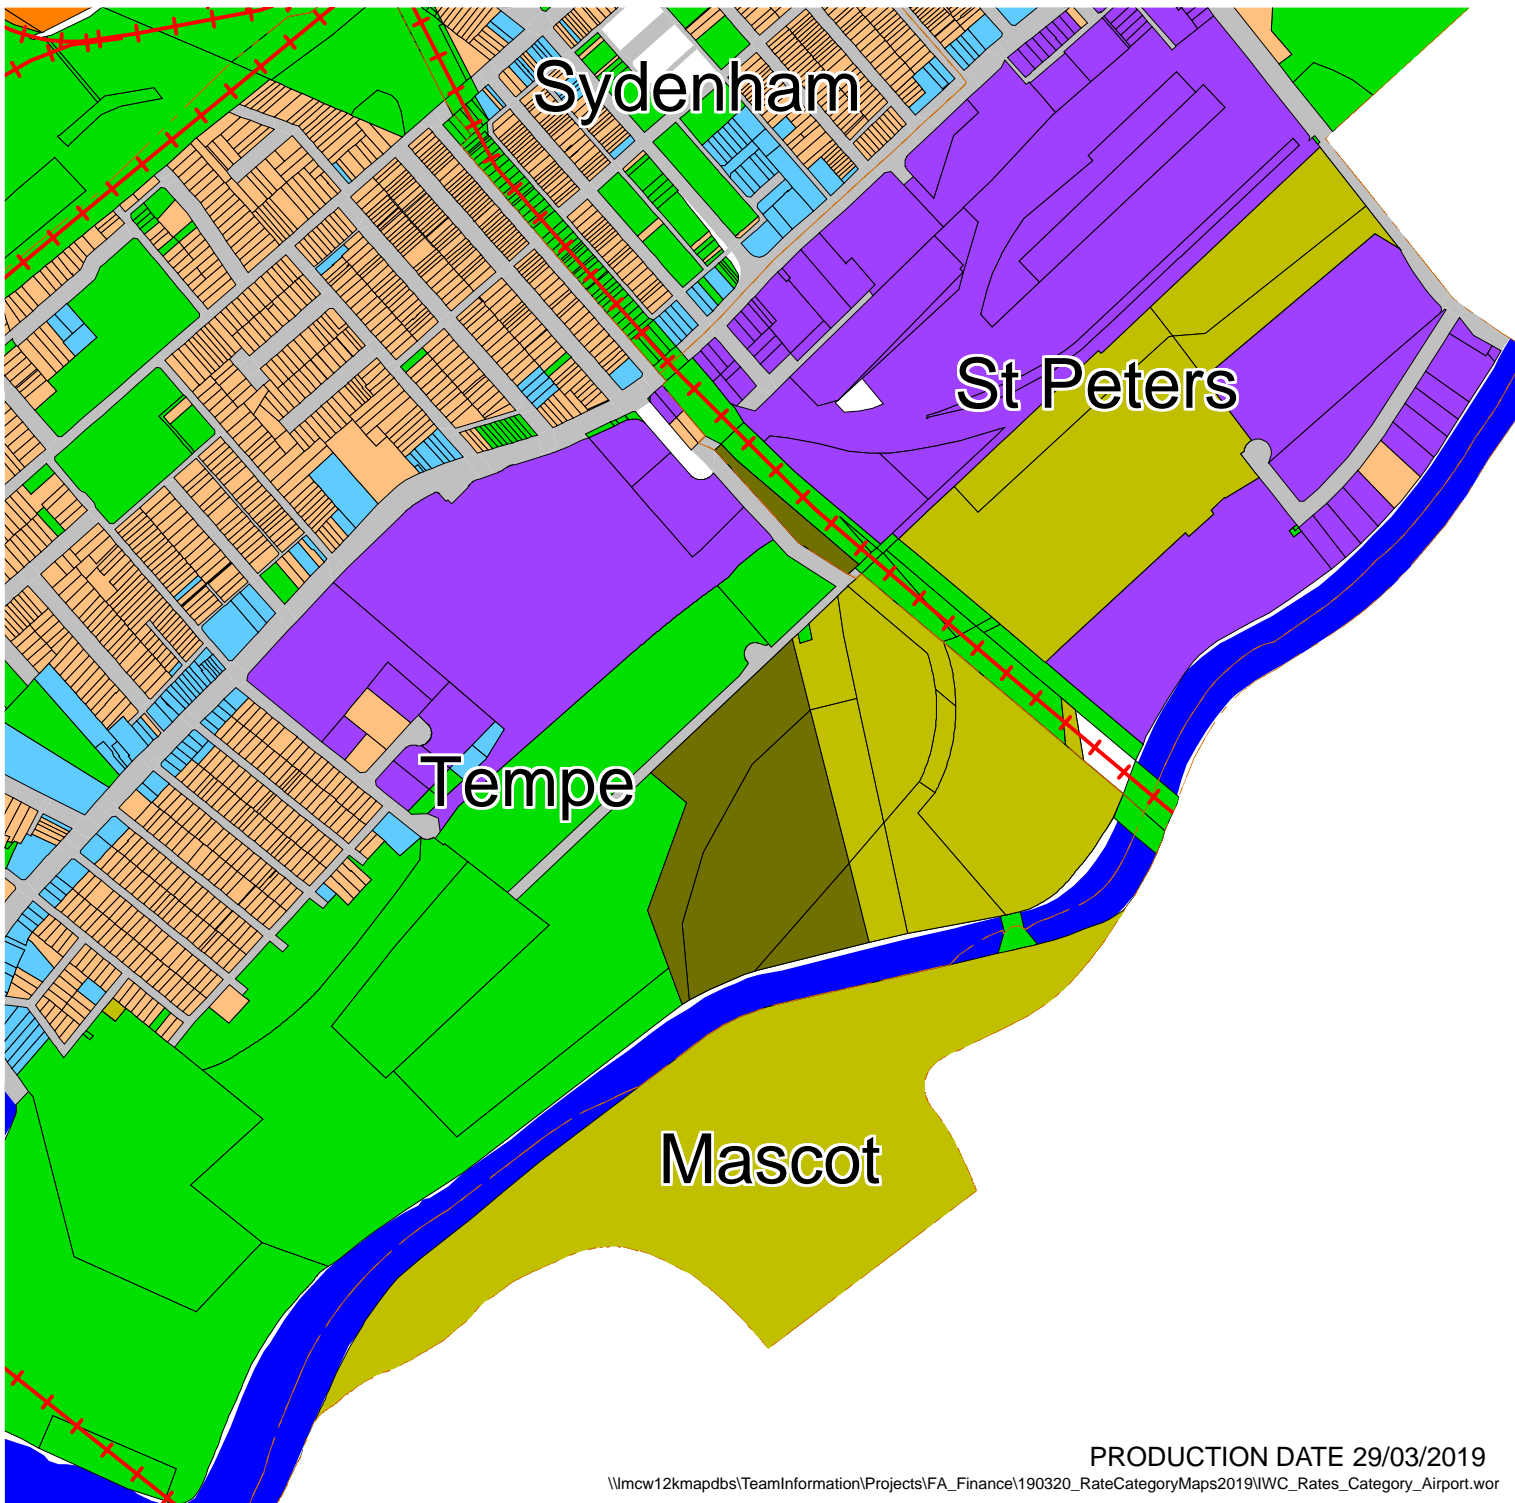 Sydenham
St Peters
Tempe
Mascot
PRODUCTION DATE 29/03/2019
\\lmcw12kmapdbs\TeamInformation\Projects\FA_Finance\190320_RateCategoryMaps2019\IWC_Rates_Category_Airport.wor